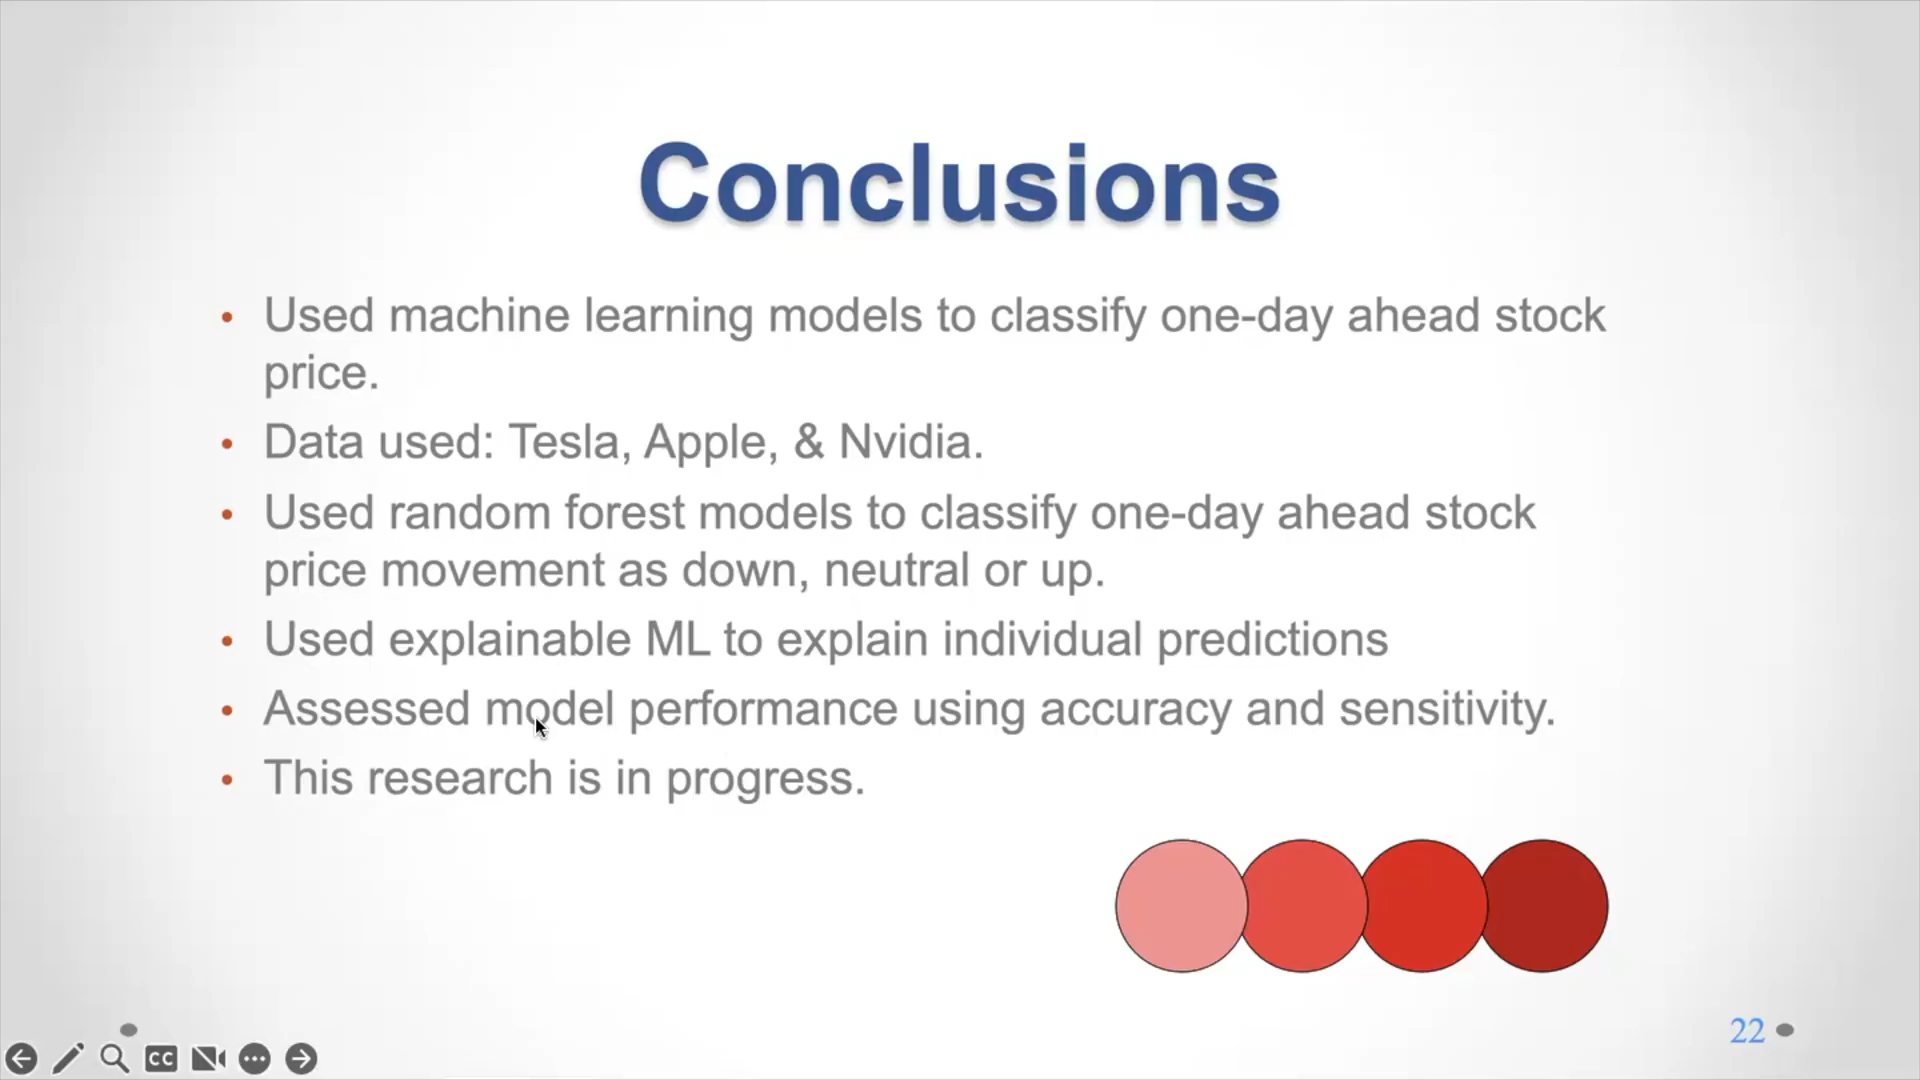 Conclusions
• Used machine learning models to classify one-day ahead stock
price.
• Data used: Tesla, Apple, & Nvidia.
• Used random forest models to classify one-day ahead stock
price movement as down, neutral or up.
• Used explainable ML to explain individual predictions
• Assessed model performance using accuracy and sensitivity.
• This research is in progress.
22
CC